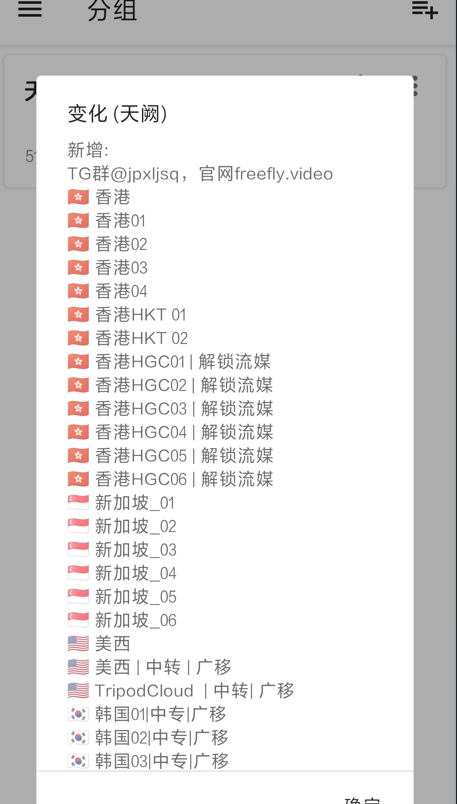 分组
变化 (天阙)
新增:
TG群@jpxljsq，官网freefly.video
🇭🇰 香港
🇭🇰 香港01
🇭🇰 香港02
🇭🇰 香港03
🇭🇰 香港04
🇭🇰 香港HKT 01
🇭🇰 香港HKT 02
🇭🇰 香港HGC01 | 解锁流媒
🇭🇰 香港HGC02 | 解锁流媒
🇭🇰 香港HGC03 | 解锁流媒
🇭🇰 香港HGC04 | 解锁流媒
🇭🇰 香港HGC05 | 解锁流媒
🇭🇰 香港HGC06 | 解锁流媒
🇸🇬 新加坡_01
🇸🇬 新加坡_02
🇸🇬 新加坡_03
🇸🇬 新加坡_04
🇸🇬 新加坡_05
🇸🇬 新加坡_06
🇺🇸 美西
🇺🇸 美西 | 中转 | 广移
🇺🇸 TripodCloud | 中转| 广移
🇰🇷 韩国01|中专|广移
🇰🇷 韩国02|中专|广移
🇰🇷 韩国03|中专|广移
确定